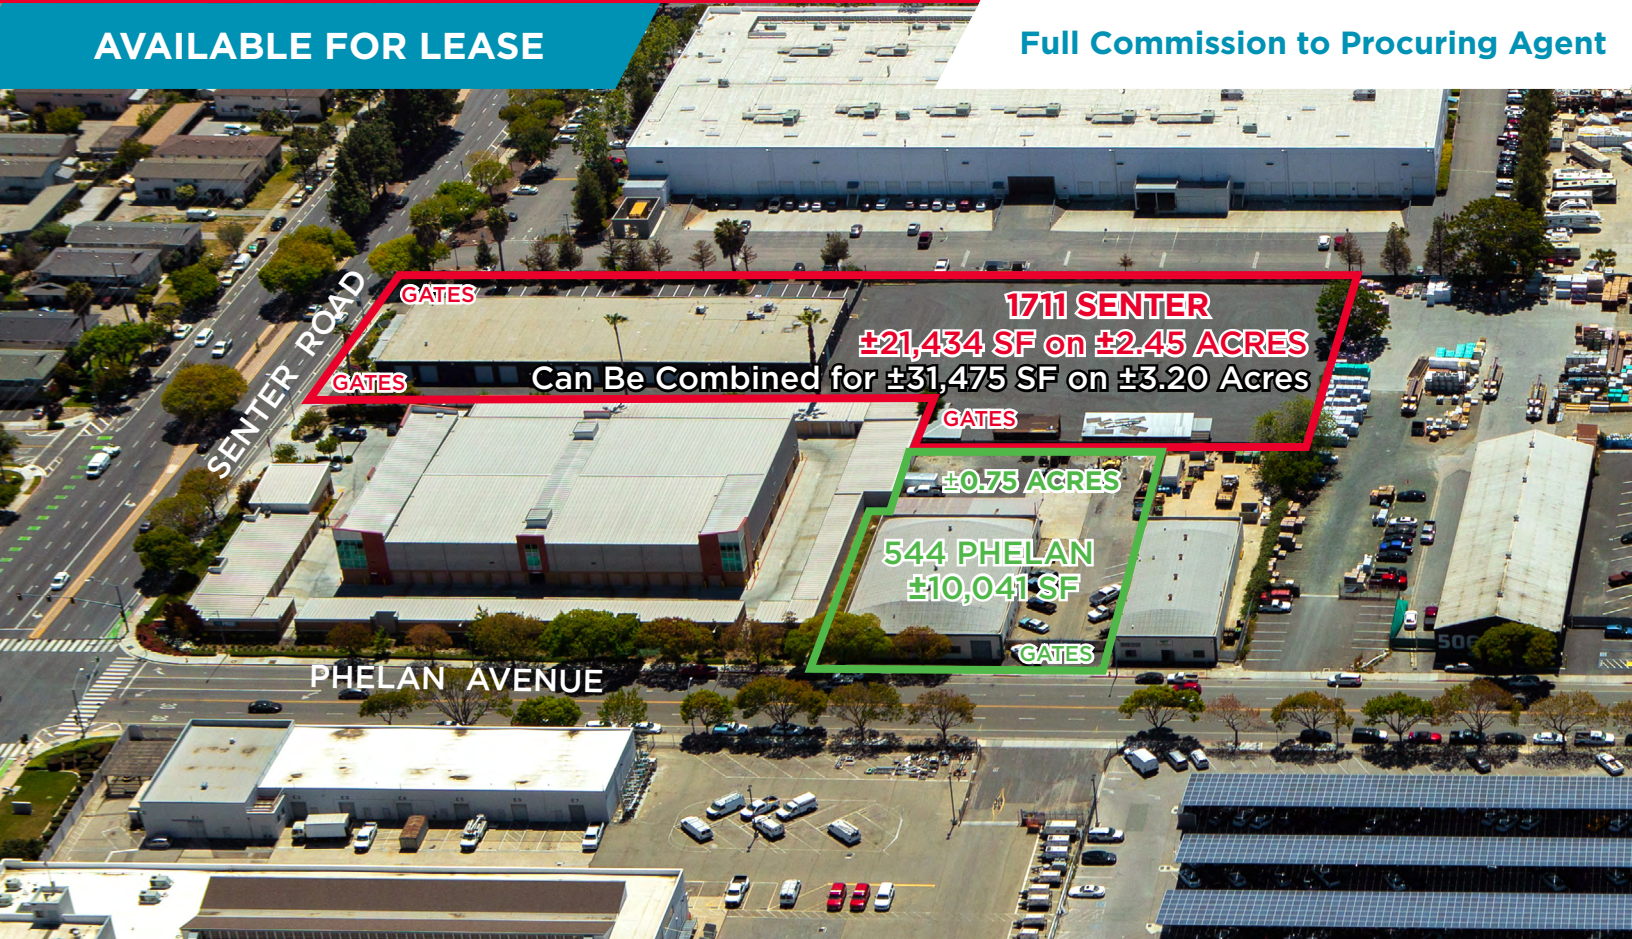 AVAILABLE FOR LEASE
Full Commission to Procuring Agent
GATES
1711 SENTER
±21,434 SF on ±2.45 ACRES
Can Be Combined for ±31,475 SF on ±3.20 Acres
GATES
GATES
SENTER ROAD
±0.75 ACRES
544 PHELAN
±10,041 SF
GATES
506
PHELAN AVENUE